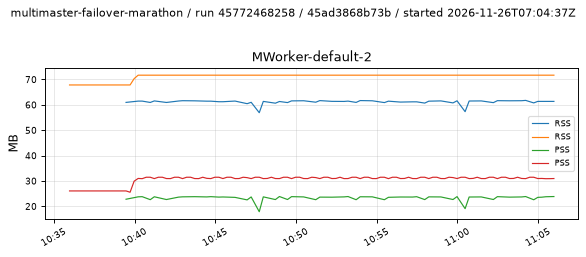 multimaster-failover-marathon / run 45772468258 / 45ad3868b73b / started 2026-11-26T07:04:37Z
MWorker-default-2
MB
70
60
50
40
30
20
RSS
RSS
PSS
PSS
10:35
10:40
10:45
10:50
10:55
11:00
11:05